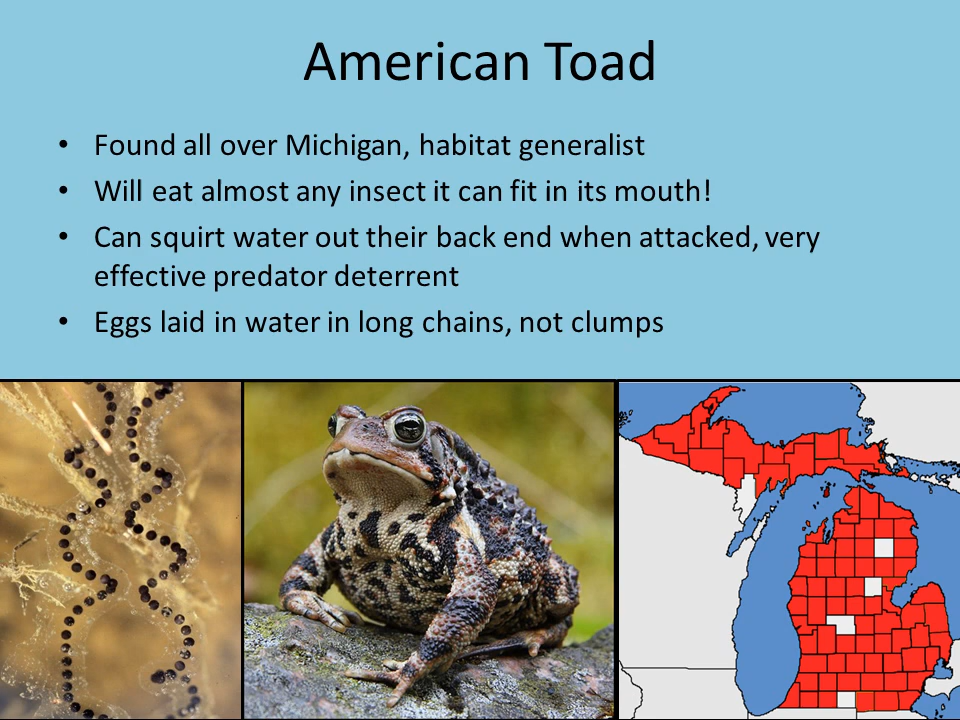 American Toad
• Found all over Michigan, habitat generalist
• Will eat almost any insect it can fit in its mouth!
• Can squirt water out their back end when attacked, very
effective predator deterrent
• Eggs laid in water in long chains, not clumps